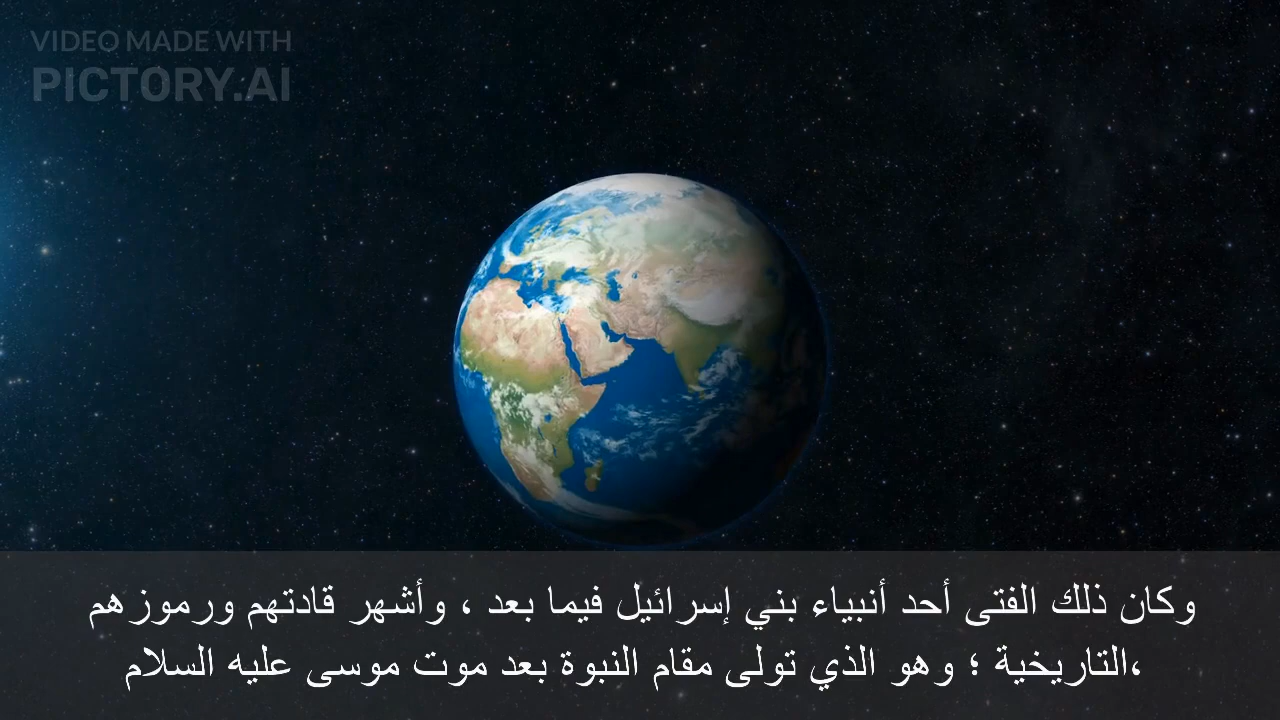 VIDEO MADE WITH
PICTORY.AI
وكان ذلك الفتى أحد أنبياء بني إسرائيل فيما بعد ، وأشهر قادتهم ورموزهم
،التاريخية ؛ وهو الذي تولى مقام النبوة بعد موت موسى عليه السلام